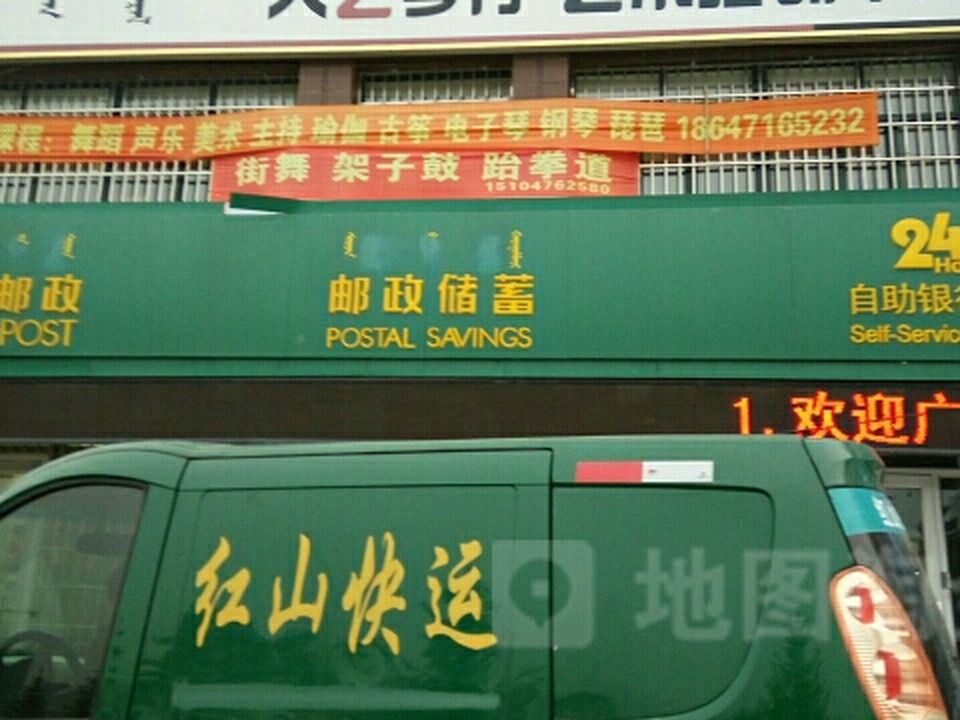 课程：舞蹈 声乐 美术 主持 瑜伽 古筝 电子琴 钢琴 琵琶 18647165232
街舞 架子鼓 跆拳道
15104762580
邮政
POST
邮政储蓄
POSTAL SAVINGS
24
自助银行
Self-Servic
1.欢迎广
红山快运
地图